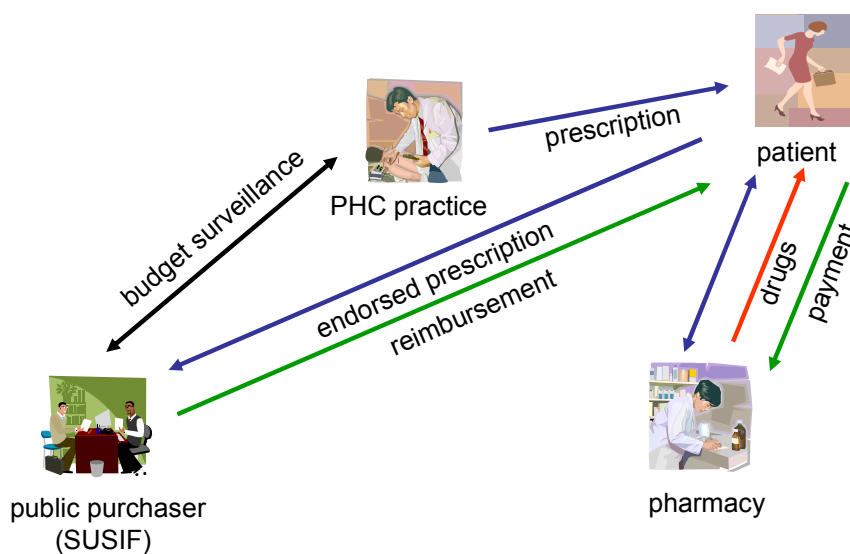 prescription
patient
PHC practice
budget surveillance
endorsed prescription
reimbursement
drugs
payment
public purchaser
(SUSIF)
pharmacy